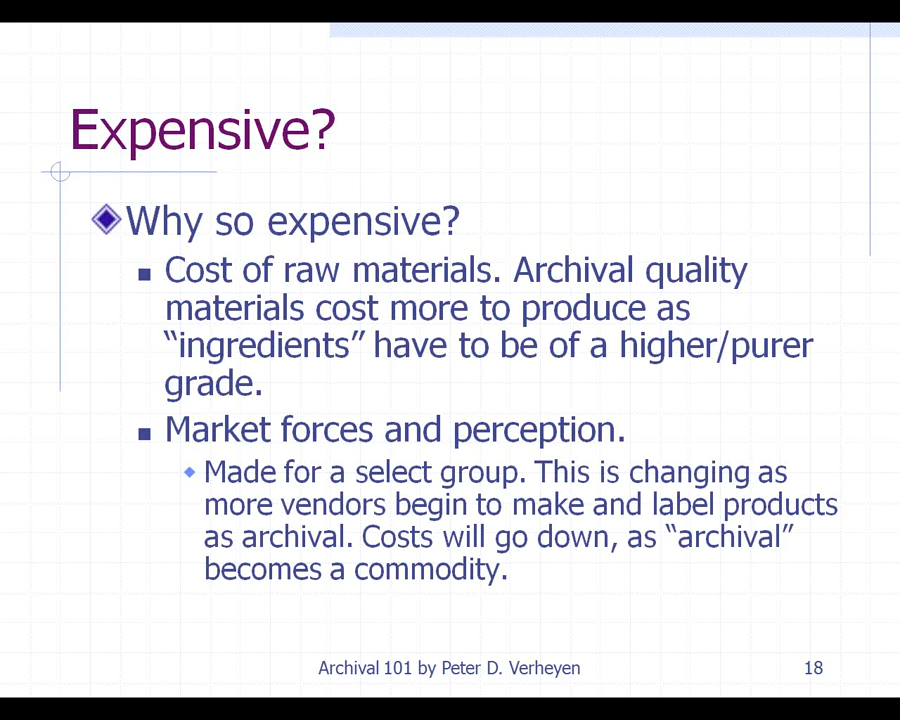 Expensive?
Why so expensive?
Cost of raw materials. Archival quality
materials cost more to produce as
“ingredients” have to be of a higher/purer
grade.
Market forces and perception.
Made for a select group. This is changing as
more vendors begin to make and label products
as archival. Costs will go down, as “archival”
becomes a commodity.
Archival 101 by Peter D. Verheyen
18